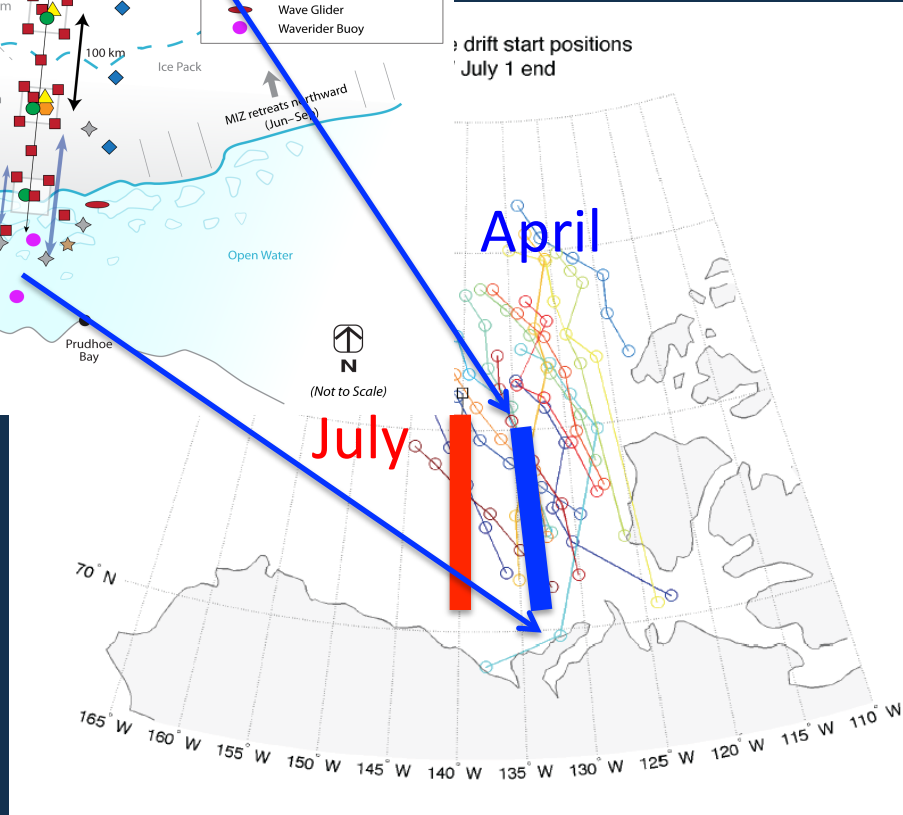 m
Wave Glider
Waverider Buoy
100 km
Ice Pack
MIZ retreats northward
(Jun–Sep)
Open Water
Prudhoe
Bay
N
(Not to Scale)
drift start positions
July 1 end
April
July
70° N
165° W
160° W
155° W
150° W
145° W
140° W
135° W
130° W
125° W
120° W
115° W
110° W